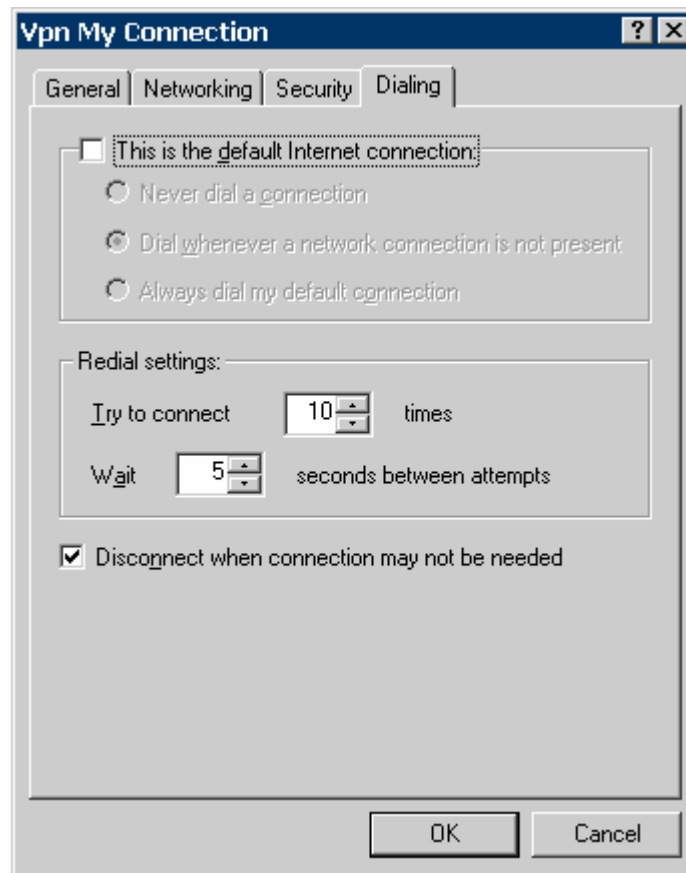 Vpn My Connection
General Networking Security Dialing
This is the default Internet connection:
Never dial a connection
Dial whenever a network connection is not present
Always dial my default connection
Redial settings:
Try to connect 10 times
Wait 5 seconds between attempts
Disconnect when connection may not be needed
OK Cancel